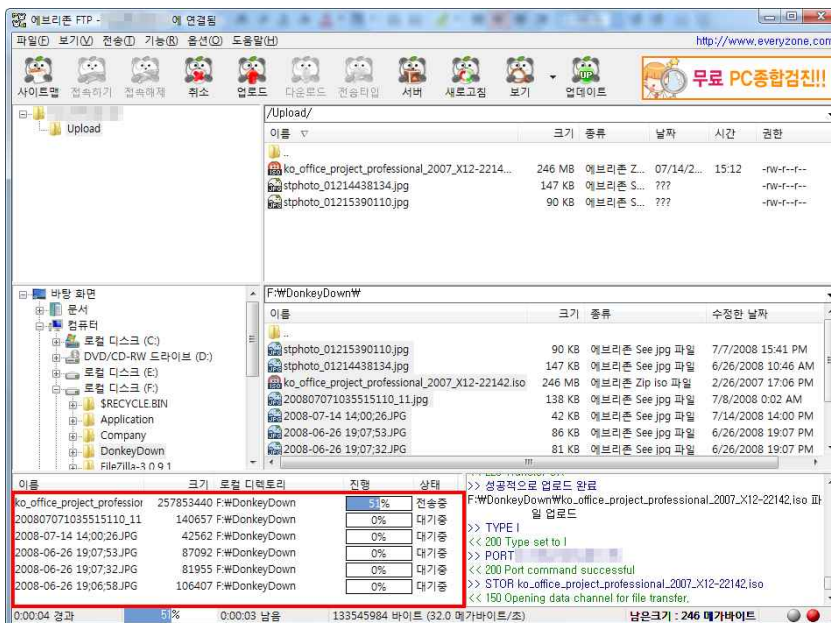 에브리존 FTP - 에 연결됨
파일(F) 보기(V) 전송(T) 기능(R) 옵션(O) 도움말(H)
http://www.everyzone.com
사이트맵 접속하기 접속해제 취소 업로드 다운로드 전송타입 서버 새로고침 보기 업데이트
무료 PC종합검진!!
Upload
/Upload/
이름 크기 종류 날짜 시간 권한
..
ko_office_project_professional_2007_X12-2214... 246 MB 에브리존 Z... 07/14/2... 15:12 -rw-r--r--
stphoto_01214438134.jpg 147 KB 에브리존 S... ??? -rw-r--r--
stphoto_01215390110.jpg 90 KB 에브리존 S... ??? -rw-r--r--
바탕 화면
문서
컴퓨터
로컬 디스크 (C:)
DVD/CD-RW 드라이브 (D:)
로컬 디스크 (E:)
로컬 디스크 (F:)
$RECYCLE.BIN
Application
Company
DonkeyDown
FileZilla-3.0.9.1
F:₩DonkeyDown₩
이름 크기 종류 수정한 날짜
..
stphoto_01215390110.jpg 90 KB 에브리존 See jpg 파일 7/7/2008 15:41 PM
stphoto_01214438134.jpg 147 KB 에브리존 See jpg 파일 6/26/2008 10:46 AM
ko_office_project_professional_2007_X12-22142.iso 246 MB 에브리존 Zip iso 파일 2/26/2007 17:06 PM
200807071035515110_11.jpg 138 KB 에브리존 See jpg 파일 7/8/2008 0:02 AM
2008-07-14 14;00;26.JPG 42 KB 에브리존 See jpg 파일 7/14/2008 14:00 PM
2008-06-26 19;07;53.JPG 86 KB 에브리존 See jpg 파일 6/26/2008 19:07 PM
2008-06-26 19;07;32.JPG 81 KB 에브리존 See jpg 파일 6/26/2008 19:07 PM
이름 크기 로컬 디렉토리 진행 상태
ko_office_project_profession 257853440 F:₩DonkeyDown 51% 전송중
200807071035515110_11 140657 F:₩DonkeyDown 0% 대기중
2008-07-14 14;00;26.JPG 42562 F:₩DonkeyDown 0% 대기중
2008-06-26 19;07;53.JPG 87092 F:₩DonkeyDown 0% 대기중
2008-06-26 19;07;32.JPG 81955 F:₩DonkeyDown 0% 대기중
2008-06-26 19;06;58.JPG 106407 F:₩DonkeyDown 0% 대기중
>> 성공적으로 업로드 완료
F:₩DonkeyDown₩ko_office_project_professional_2007_X12-22142.iso 파
일 업로드
>> TYPE I
<< 200 Type set to I
>> PORT
<< 200 Port command successful
>> STOR ko_office_project_professional_2007_X12-22142.iso
<< 150 Opening data channel for file transfer.
0:00:04 경과 51% 0:00:03 남음 133545984 바이트 (32.0 메가바이트/초) 남은크기 : 246 메가바이트